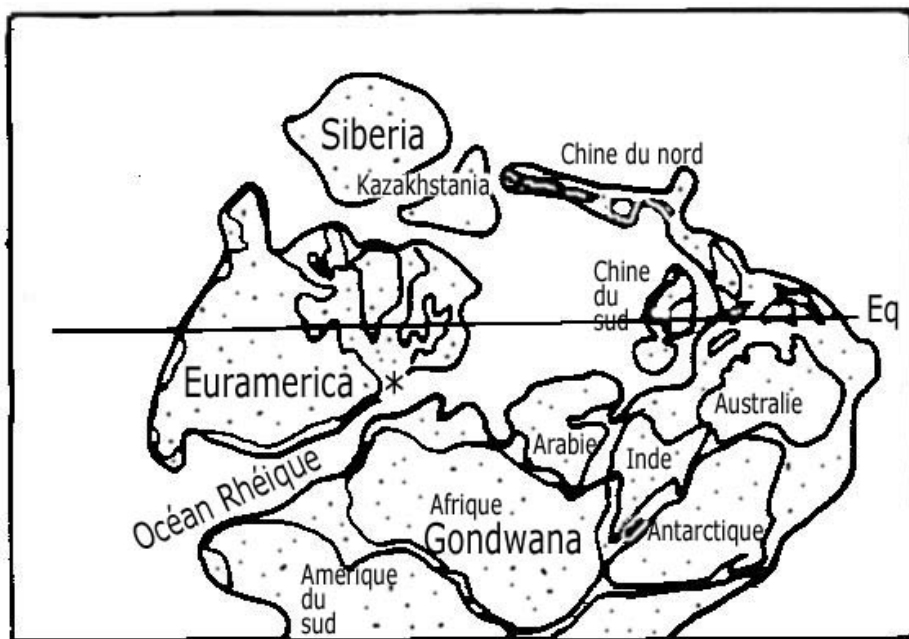 Siberia
Chine du nord
Kazakhstania
Chine
du
sud
Eq
Euramerica *
Australie
Arabie
Inde
Océan Rhéique
Afrique
Gondwana
Antarctique
Amérique
du
sud